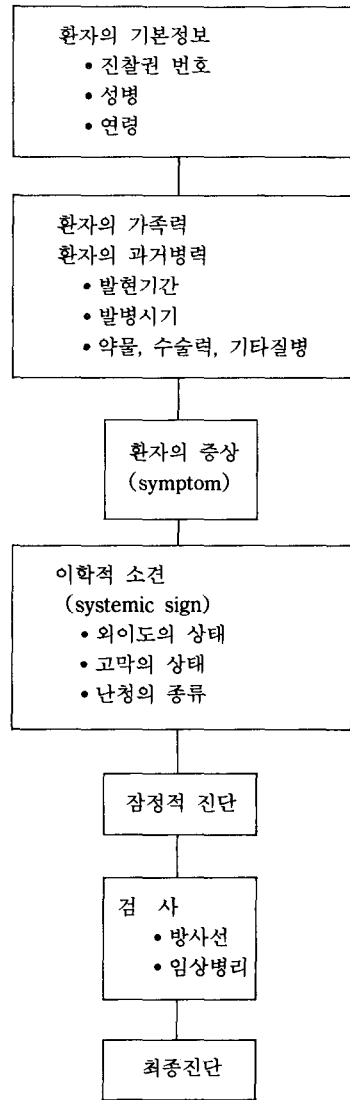 환자의 기본정보
• 진찰권 번호
• 성병
• 연령
환자의 가족력
환자의 과거병력
• 발현기간
• 발병시기
• 약물, 수술력, 기타질병
환자의 증상
(symptom)
이학적 소견
(systemic sign)
• 외이도의 상태
• 고막의 상태
• 난청의 종류
잠정적 진단
검 사
• 방사선
• 임상병리
최종진단